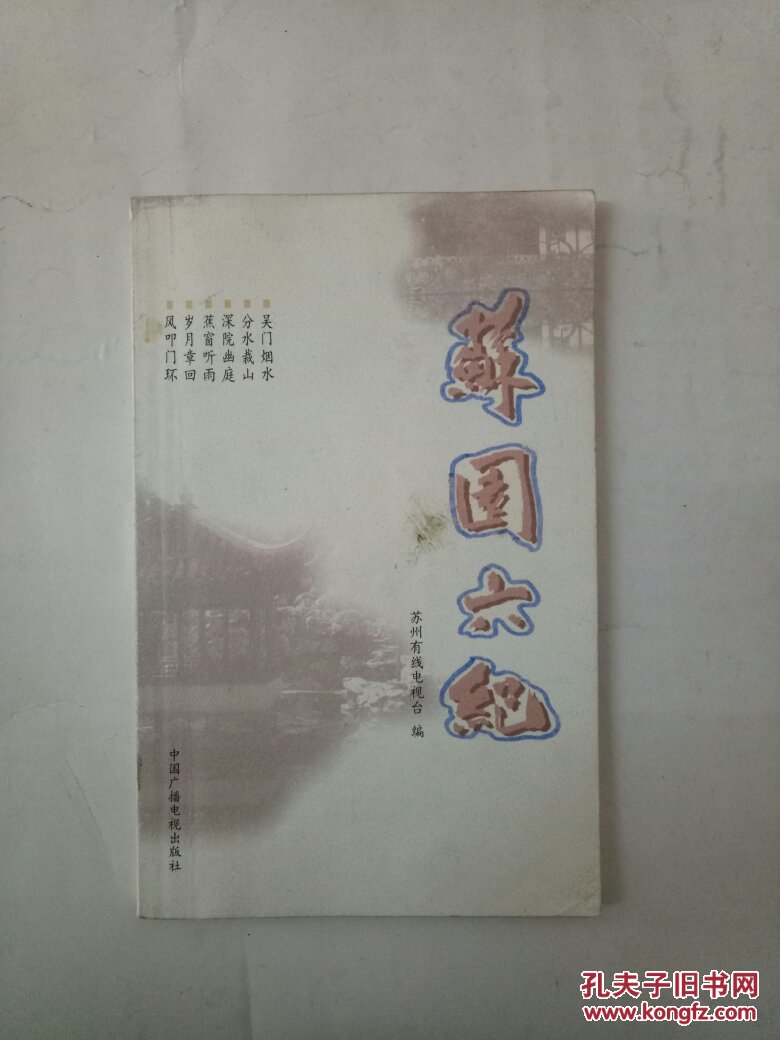 蘇園六紀
吴门烟水
分水裁山
深院幽庭
蕉窗听雨
岁月章回
风叩门环
苏州有线电视台 编
中国广播电视出版社
孔夫子旧书网
www.kongfz.com